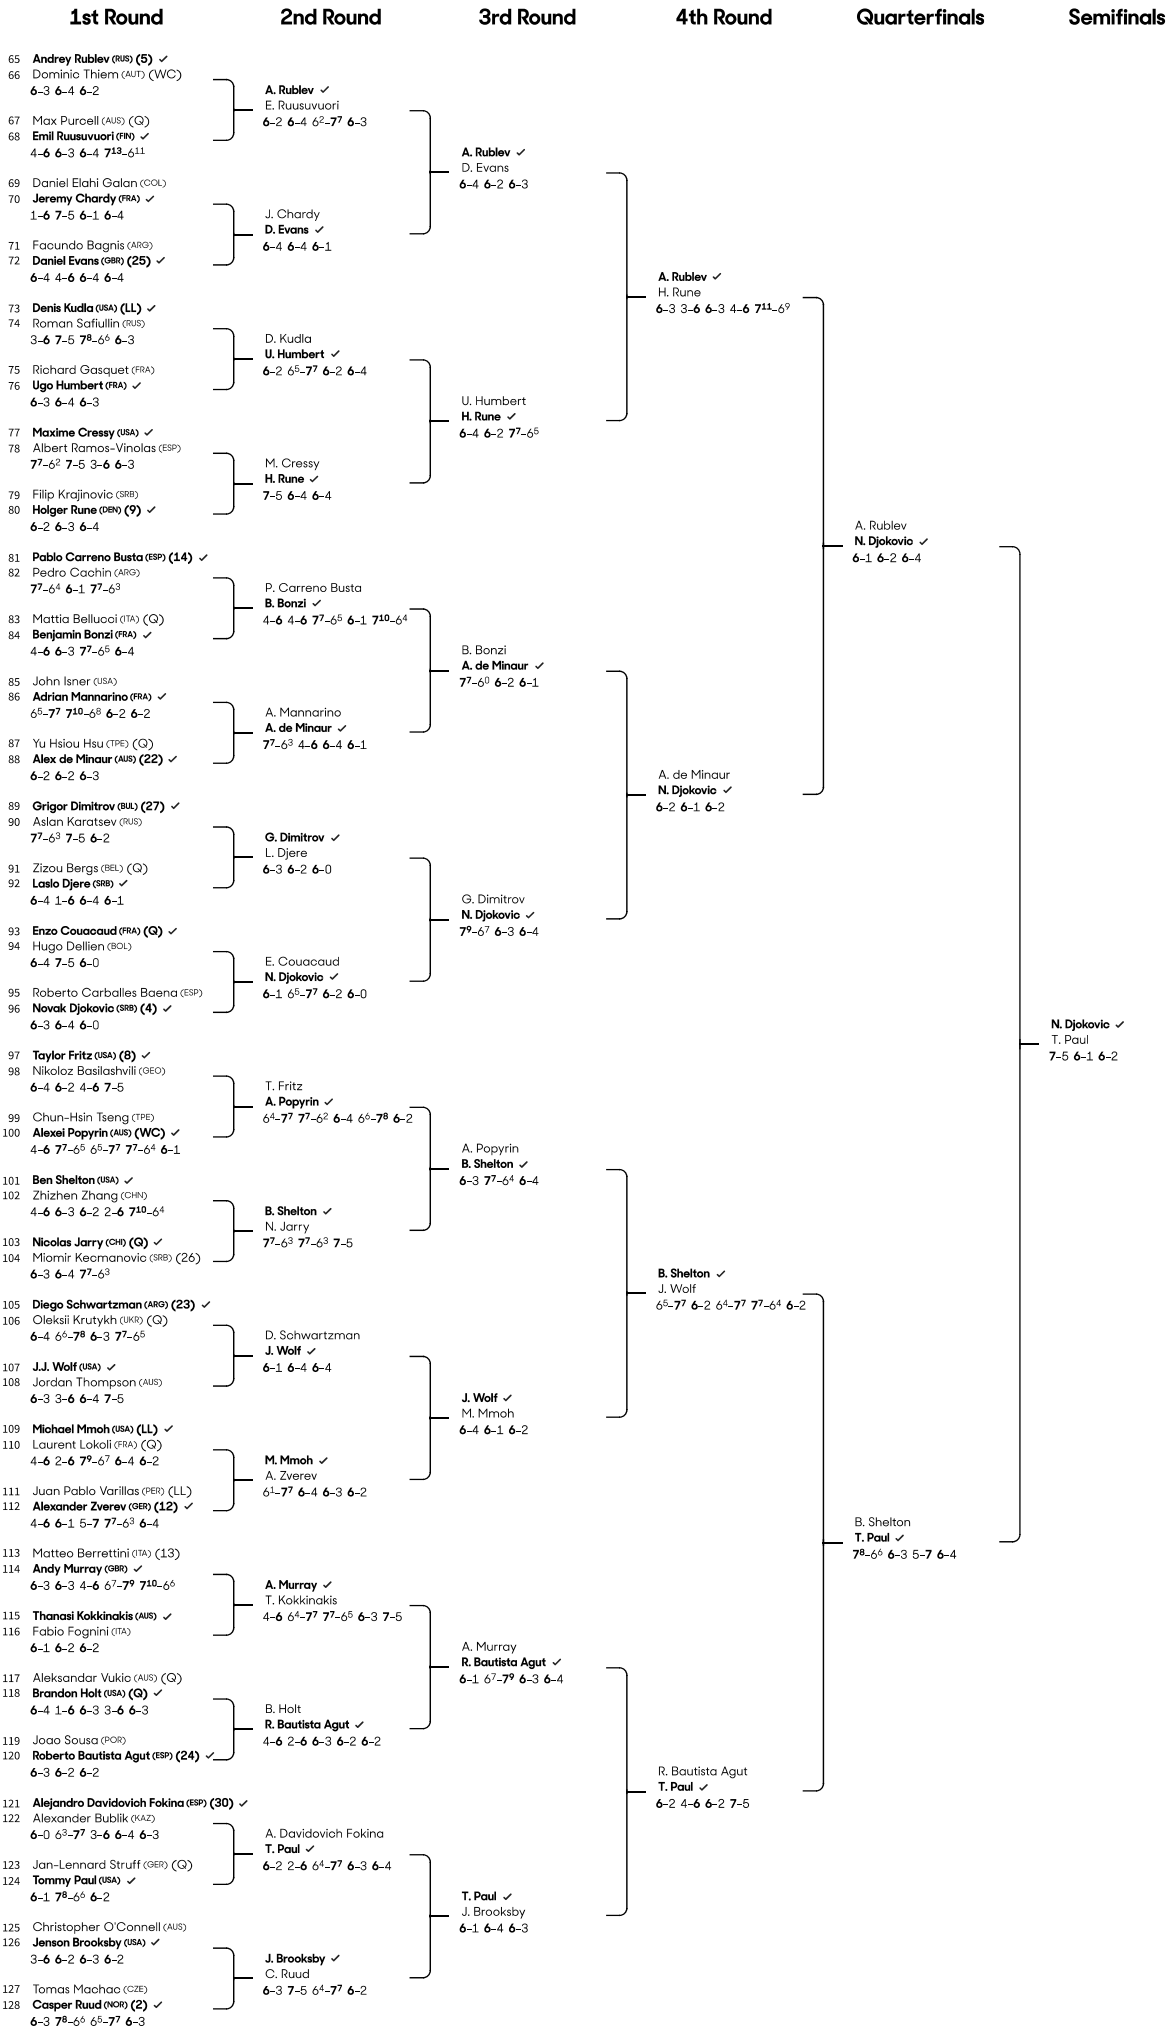 1st Round
65 Andrey Rublev (RUS) (5) ✓
66 Dominic Thiem (AUT) (WC)
6–3 6–4 6–2
67 Max Purcell (AUS) (Q)
68 Emil Ruusuvuori (FIN) ✓
4–6 6–3 6–4 7¹³–6¹¹
69 Daniel Elahi Galan (COL)
70 Jeremy Chardy (FRA) ✓
1–6 7–5 6–1 6–4
71 Facundo Bagnis (ARG)
72 Daniel Evans (GBR) (25) ✓
6–4 4–6 6–4 6–4
73 Denis Kudla (USA) (LL) ✓
74 Roman Safiullin (RUS)
3–6 7–5 7⁸–6⁶ 6–3
75 Richard Gasquet (FRA)
76 Ugo Humbert (FRA) ✓
6–3 6–4 6–3
77 Maxime Cressy (USA) ✓
78 Albert Ramos-Vinolas (ESP)
7⁷–6² 7–5 3–6 6–3
79 Filip Krajinovic (SRB)
80 Holger Rune (DEN) (9) ✓
6–2 6–3 6–4
81 Pablo Carreno Busta (ESP) (14) ✓
82 Pedro Cachin (ARG)
7⁷–6⁴ 6–1 7⁷–6³
83 Mattia Bellucci (ITA) (Q)
84 Benjamin Bonzi (FRA) ✓
4–6 6–3 7⁷–6⁵ 6–4
85 John Isner (USA)
86 Adrian Mannarino (FRA) ✓
6⁵–7⁷ 7¹⁰–6⁸ 6–2 6–2
87 Yu Hsiou Hsu (TPE) (Q)
88 Alex de Minaur (AUS) (22) ✓
6–2 6–2 6–3
89 Grigor Dimitrov (BUL) (27) ✓
90 Aslan Karatsev (RUS)
7⁷–6³ 7–5 6–2
91 Zizou Bergs (BEL) (Q)
92 Laslo Djere (SRB) ✓
6–4 1–6 6–4 6–1
93 Enzo Couacaud (FRA) (Q) ✓
94 Hugo Dellien (BOL)
6–4 7–5 6–0
95 Roberto Carballes Baena (ESP)
96 Novak Djokovic (SRB) (4) ✓
6–3 6–4 6–0
97 Taylor Fritz (USA) (8) ✓
98 Nikoloz Basilashvili (GEO)
6–4 6–2 4–6 7–5
99 Chun-Hsin Tseng (TPE)
100 Alexei Popyrin (AUS) (WC) ✓
4–6 7⁷–6⁵ 6⁵–7⁷ 7⁷–6⁴ 6–1
101 Ben Shelton (USA) ✓
102 Zhizhen Zhang (CHN)
4–6 6–3 6–2 2–6 7¹⁰–6⁴
103 Nicolas Jarry (CHI) (Q) ✓
104 Miomir Kecmanovic (SRB) (26)
6–3 6–4 7⁷–6³
105 Diego Schwartzman (ARG) (23) ✓
106 Oleksii Krutykh (UKR) (Q)
6–4 6⁶–7⁸ 6–3 7⁷–6⁵
107 J.J. Wolf (USA) ✓
108 Jordan Thompson (AUS)
6–3 3–6 6–4 7–5
109 Michael Mmoh (USA) (LL) ✓
110 Laurent Lokoli (FRA) (Q)
4–6 2–6 7⁹–6⁷ 6–4 6–2
111 Juan Pablo Varillas (PER) (LL)
112 Alexander Zverev (GER) (12) ✓
4–6 6–1 5–7 7⁷–6³ 6–4
113 Matteo Berrettini (ITA) (13)
114 Andy Murray (GBR) ✓
6–3 6–3 4–6 6⁷–7⁹ 7¹⁰–6⁶
115 Thanasi Kokkinakis (AUS) ✓
116 Fabio Fognini (ITA)
6–1 6–2 6–2
117 Aleksandar Vukic (AUS) (Q)
118 Brandon Holt (USA) (Q) ✓
6–4 1–6 6–3 3–6 6–3
119 Joao Sousa (POR)
120 Roberto Bautista Agut (ESP) (24) ✓
6–3 6–2 6–2
121 Alejandro Davidovich Fokina (ESP) (30) ✓
122 Alexander Bublik (KAZ)
6–0 6³–7⁷ 3–6 6–4 6–3
123 Jan-Lennard Struff (GER) (Q)
124 Tommy Paul (USA) ✓
6–1 7⁸–6⁶ 6–2
125 Christopher O'Connell (AUS)
126 Jenson Brooksby (USA) ✓
3–6 6–2 6–3 6–2
127 Tomas Machac (CZE)
128 Casper Ruud (NOR) (2) ✓
6–3 7⁸–6⁶ 6⁵–7⁷ 6–3
2nd Round
A. Rublev ✓
E. Ruusuvuori
6–2 6–4 6²–7⁷ 6–3
J. Chardy
D. Evans ✓
6–4 6–4 6–1
D. Kudla
U. Humbert ✓
6–2 6⁵–7⁷ 6–2 6–4
M. Cressy
H. Rune ✓
7–5 6–4 6–4
P. Carreno Busta
B. Bonzi ✓
4–6 4–6 7⁷–6⁵ 6–1 7¹⁰–6⁴
A. Mannarino
A. de Minaur ✓
7⁷–6³ 4–6 6–4 6–1
G. Dimitrov ✓
L. Djere
6–3 6–2 6–0
E. Couacaud
N. Djokovic ✓
6–1 6⁵–7⁷ 6–2 6–0
T. Fritz
A. Popyrin ✓
6⁴–7⁷ 7⁷–6² 6–4 6⁶–7⁸ 6–2
B. Shelton ✓
N. Jarry
7⁷–6³ 7⁷–6³ 7–5
D. Schwartzman
J. Wolf ✓
6–1 6–4 6–4
M. Mmoh ✓
A. Zverev
6¹–7⁷ 6–4 6–3 6–2
A. Murray ✓
T. Kokkinakis
4–6 6⁴–7⁷ 7⁷–6⁵ 6–3 7–5
B. Holt
R. Bautista Agut ✓
4–6 2–6 6–3 6–2 6–2
A. Davidovich Fokina
T. Paul ✓
6–2 2–6 6⁴–7⁷ 6–3 6–4
J. Brooksby ✓
C. Ruud
6–3 7–5 6⁴–7⁷ 6–2
3rd Round
A. Rublev ✓
D. Evans
6–4 6–2 6–3
U. Humbert
H. Rune ✓
6–4 6–2 7⁷–6⁵
B. Bonzi
A. de Minaur ✓
7⁷–6⁰ 6–2 6–1
G. Dimitrov
N. Djokovic ✓
7⁹–6⁷ 6–3 6–4
A. Popyrin
B. Shelton ✓
6–3 7⁷–6⁴ 6–4
J. Wolf ✓
M. Mmoh
6–4 6–1 6–2
A. Murray
R. Bautista Agut ✓
6–1 6⁷–7⁹ 6–3 6–4
T. Paul ✓
J. Brooksby
6–1 6–4 6–3
4th Round
A. Rublev ✓
H. Rune
6–3 3–6 6–3 4–6 7¹¹–6⁹
A. de Minaur
N. Djokovic ✓
6–2 6–1 6–2
B. Shelton ✓
J. Wolf
6⁵–7⁷ 6–2 6⁴–7⁷ 7⁷–6⁴ 6–2
R. Bautista Agut
T. Paul ✓
6–2 4–6 6–2 7–5
Quarterfinals
A. Rublev
N. Djokovic ✓
6–1 6–2 6–4
B. Shelton
T. Paul ✓
7⁸–6⁶ 6–3 5–7 6–4
Semifinals
N. Djokovic ✓
T. Paul
7–5 6–1 6–2